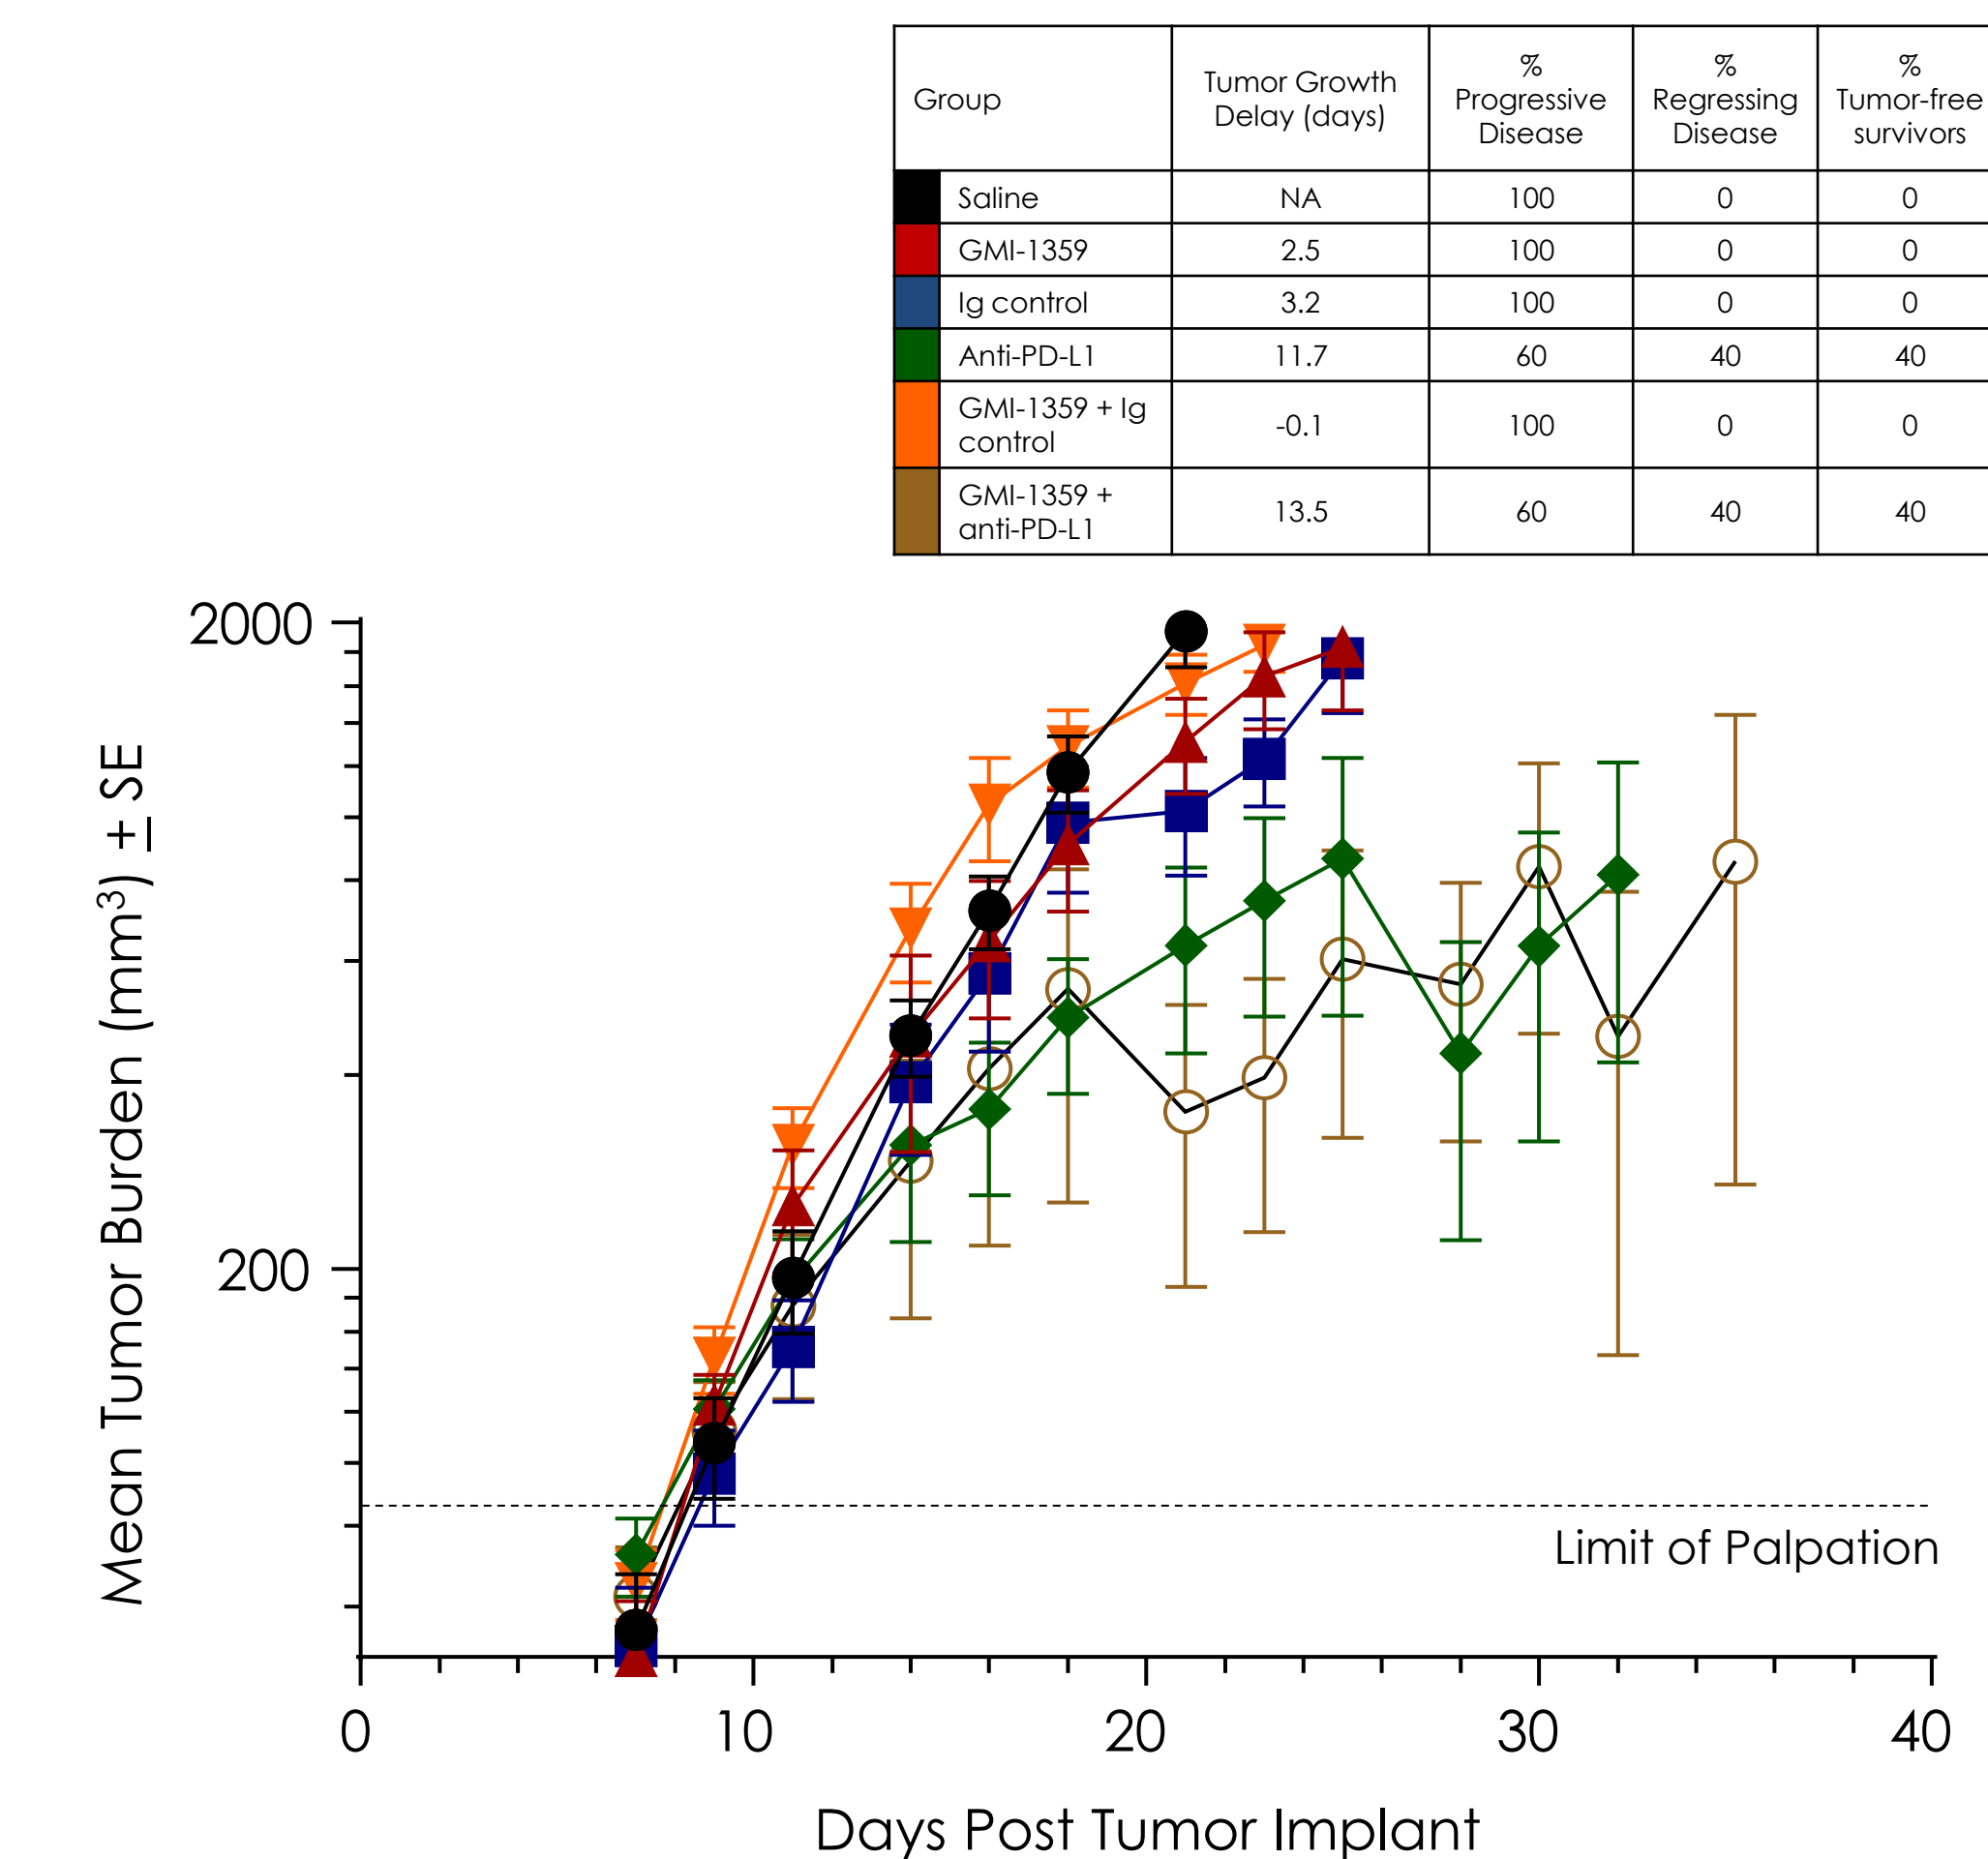 Group
Tumor Growth
Delay (days)
%
Progressive
Disease
%
Regressing
Disease
%
Tumor-free
survivors
Saline NA 100 0 0
GMI-1359 2.5 100 0 0
Ig control 3.2 100 0 0
Anti-PD-L1 11.7 60 40 40
GMI-1359 + Ig
control
-0.1 100 0 0
GMI-1359 +
anti-PD-L1
13.5 60 40 40
2000
200
Mean Tumor Burden (mm³) ± SE
Limit of Palpation
0 10 20 30 40
Days Post Tumor Implant